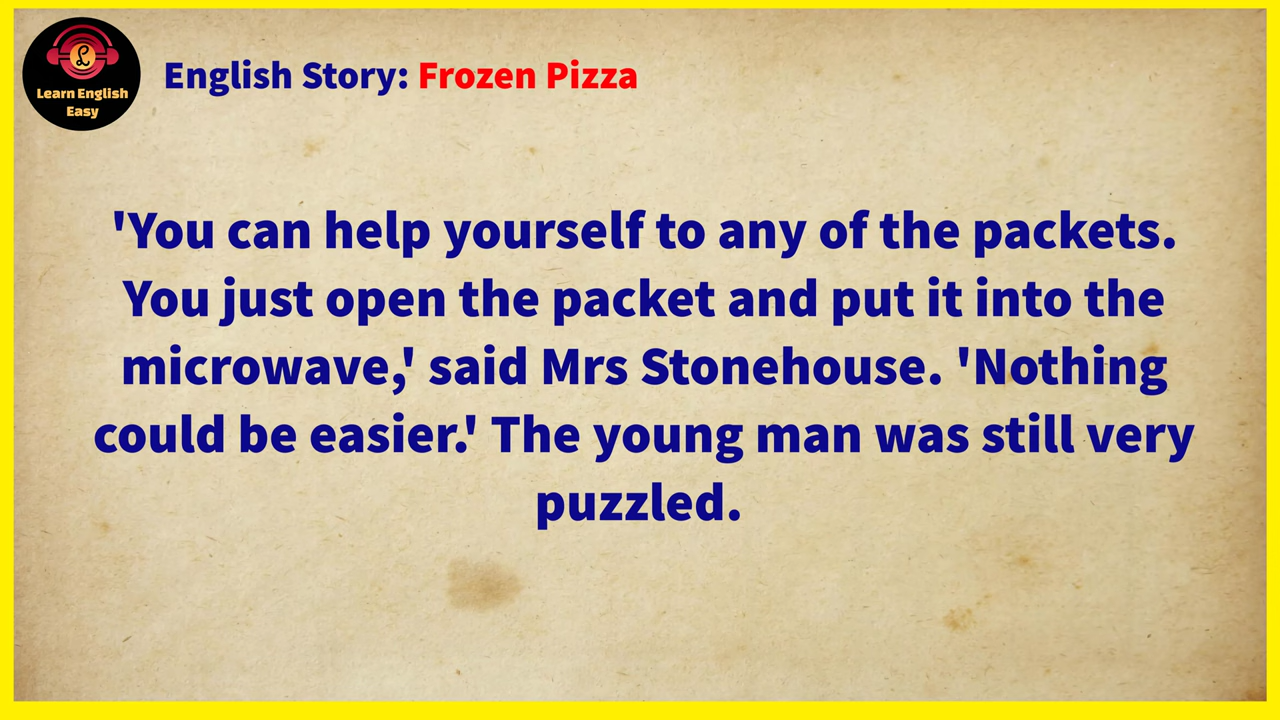 Learn English
Easy
English Story: Frozen Pizza
'You can help yourself to any of the packets.
You just open the packet and put it into the
microwave,' said Mrs Stonehouse. 'Nothing
could be easier.' The young man was still very
puzzled.